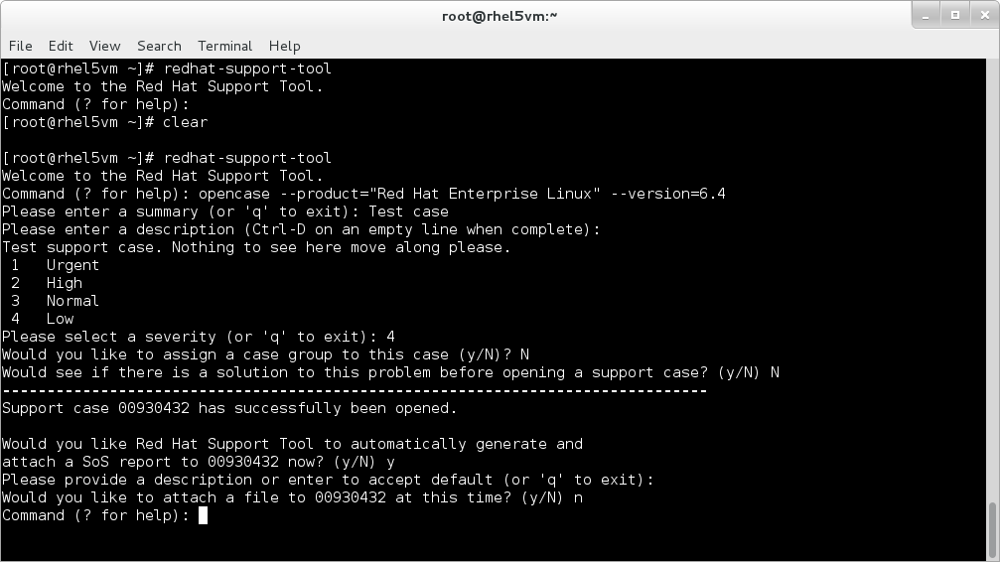 root@rhel5vm:~
File Edit View Search Terminal Help
[root@rhel5vm ~]# redhat-support-tool
Welcome to the Red Hat Support Tool.
Command (? for help):
[root@rhel5vm ~]# clear
[root@rhel5vm ~]# redhat-support-tool
Welcome to the Red Hat Support Tool.
Command (? for help): opencase --product="Red Hat Enterprise Linux" --version=6.4
Please enter a summary (or 'q' to exit): Test case
Please enter a description (Ctrl-D on an empty line when complete):
Test support case. Nothing to see here move along please.
1 Urgent
2 High
3 Normal
4 Low
Please select a severity (or 'q' to exit): 4
Would you like to assign a case group to this case (y/N)? N
Would see if there is a solution to this problem before opening a support case? (y/N) N
-------------------------------------------------------------------------------
Support case 00930432 has successfully been opened.
Would you like Red Hat Support Tool to automatically generate and
attach a SoS report to 00930432 now? (y/N) y
Please provide a description or enter to accept default (or 'q' to exit):
Would you like to attach a file to 00930432 at this time? (y/N) n
Command (? for help):